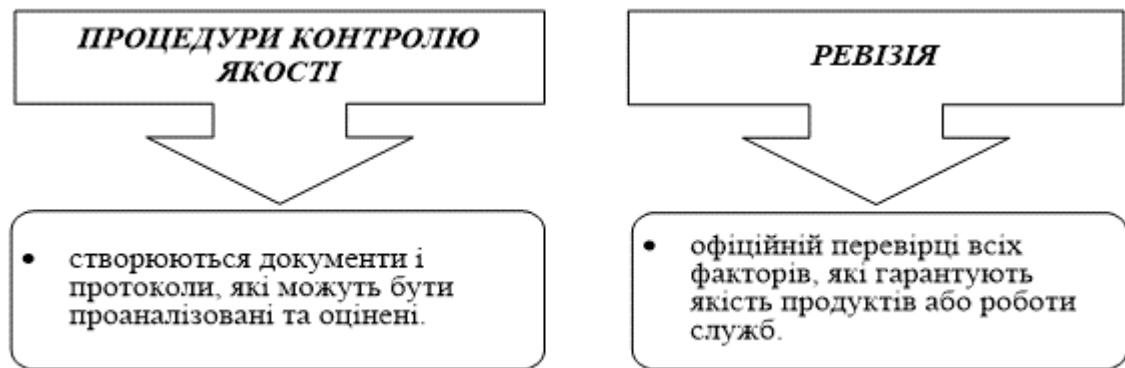 ПРОЦЕДУРИ КОНТРОЛЮ
ЯКОСТІ
• створюються документи і
протоколи, які можуть бути
проаналізовані та оцінені.
РЕВІЗІЯ
• офіційній перевірці всіх
факторів, які гарантують
якість продуктів або роботи
служб.